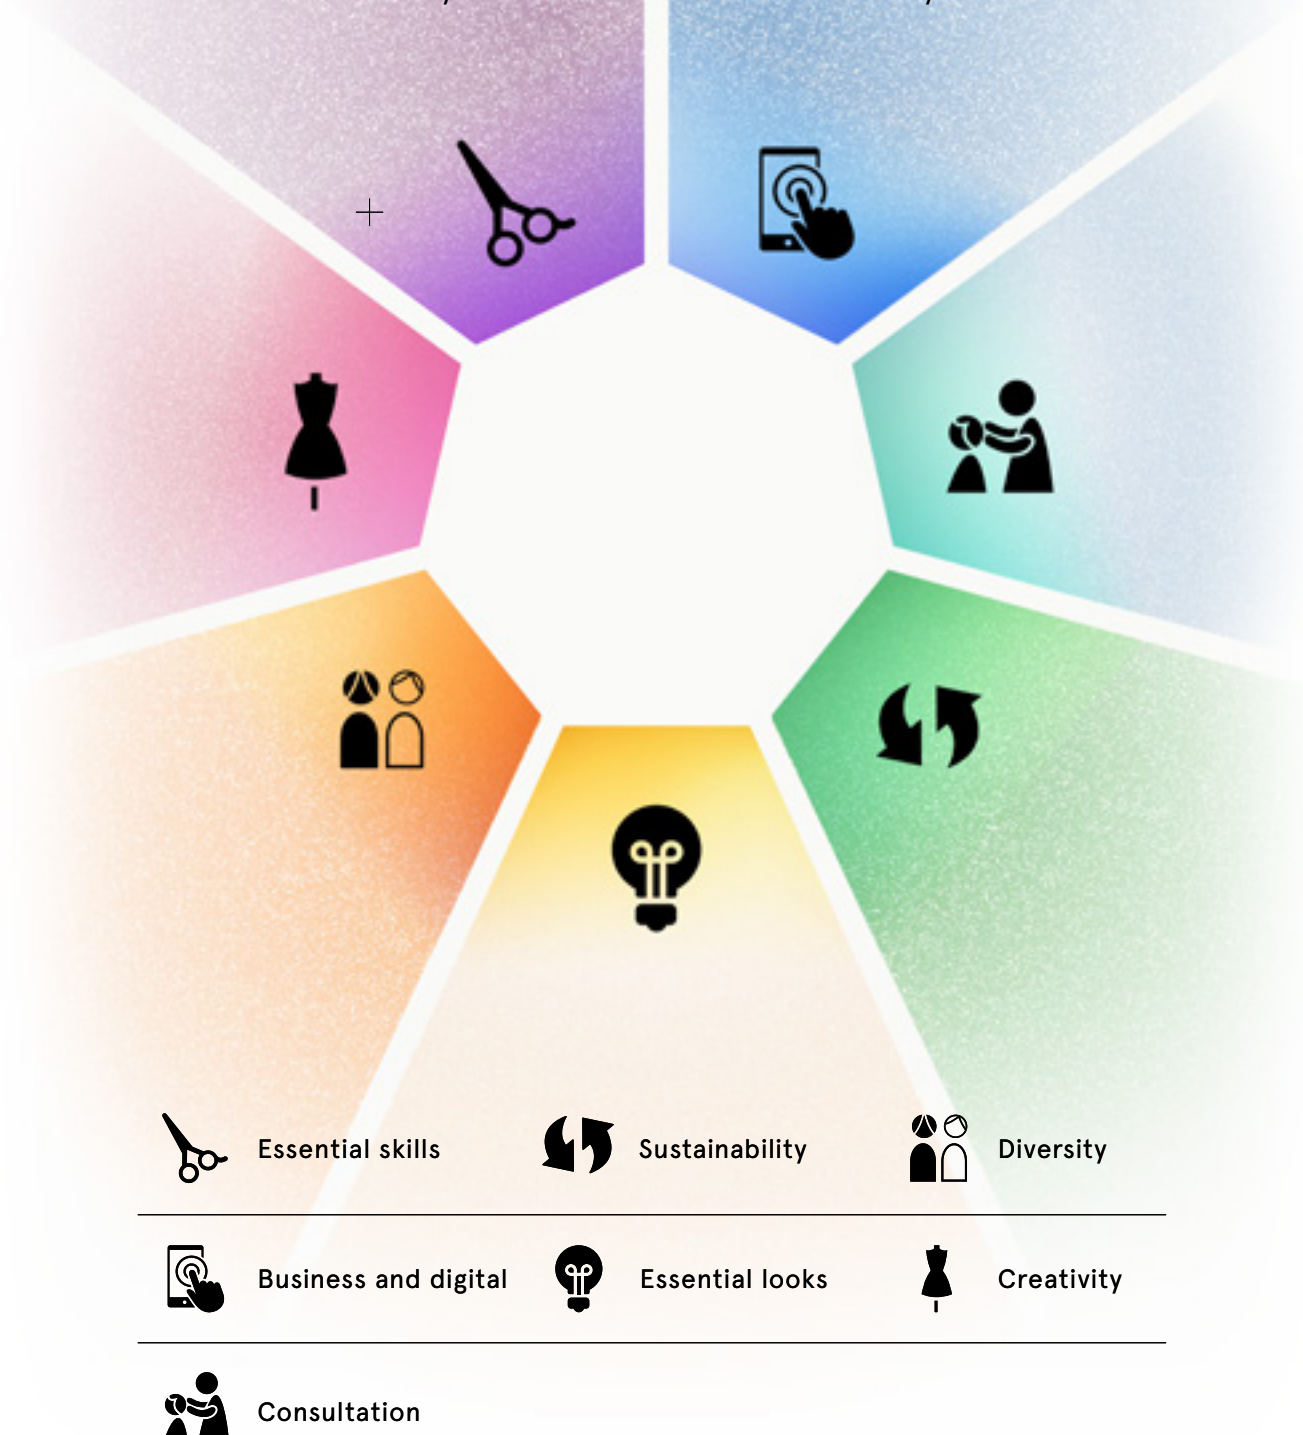 Essential skills
Sustainability
Diversity
Business and digital
Essential looks
Creativity
Consultation